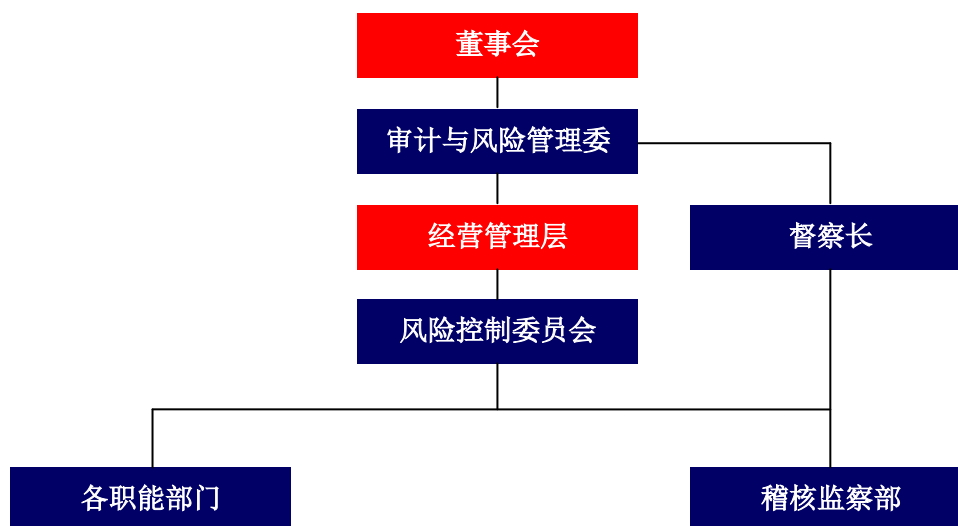 董事会
审计与风险管理委
经营管理层
督察长
风险控制委员会
各职能部门
稽核监察部